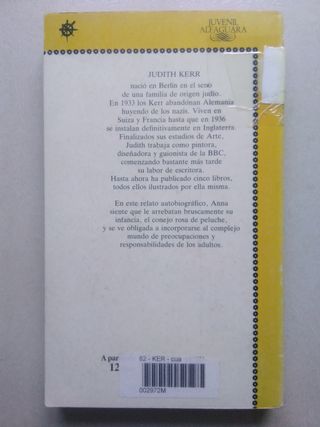 JUVENIL
ALFAGUARA
JUDITH KERR
nació en Berlín en el seno
de una familia de origen judío.
En 1933 los Kerr abandonan Alemania
huyendo de los nazis. Viven en
Suiza y Francia hasta que en 1936
se instalan definitivamente en Inglaterra.
Finalizados sus estudios de Arte,
Judith trabaja como pintora,
diseñadora y guionista de la BBC,
comenzando bastante más tarde
su labor de escritora.
Hasta ahora ha publicado cinco libros,
todos ellos ilustrados por ella misma.
En este relato autobiográfico, Anna
siente que le arrebatan bruscamente su
infancia, el conejo rosa de peluche,
y se ve obligada a incorporarse al complejo
mundo de preocupaciones y
responsabilidades de los adultos.
A par
12
62 - KER - cua
002972M